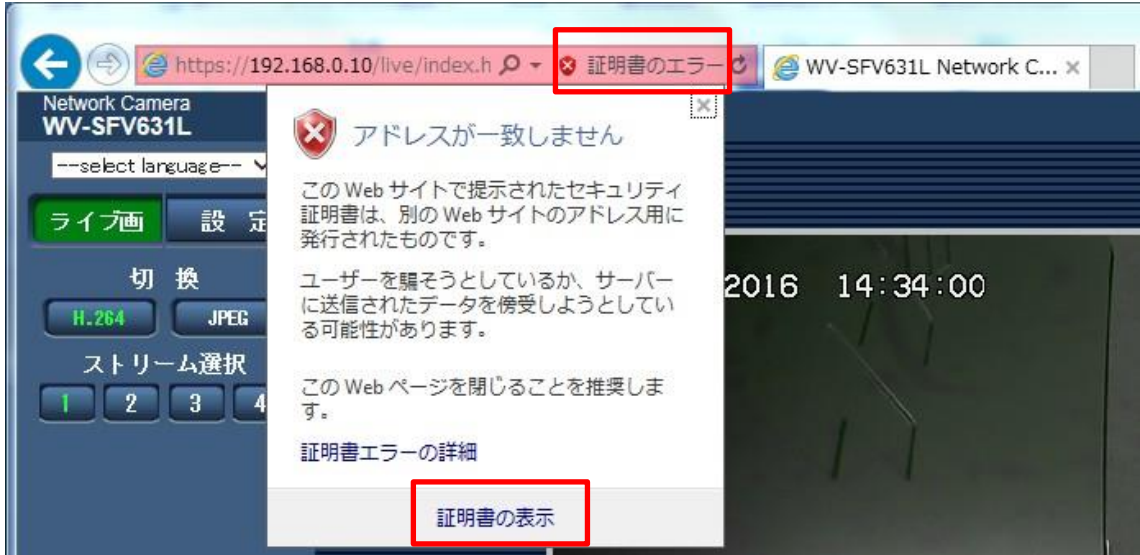 https://192.168.0.10/live/index.h
証明書のエラー
WV-SFV631L Network C...
Network Camera
WV-SFV631L
---select language---
ライブ画
設 定
切 換
H.264
JPEG
ストリーム選択
1
2
3
4
アドレスが一致しません
この Web サイトで提示されたセキュリティ
証明書は、別の Web サイトのアドレス用に
発行されたものです。
ユーザーを騙そうとしているか、サーバー
に送信されたデータを傍受しようとしてい
る可能性があります。
この Web ページを閉じることを推奨しま
す。
証明書エラーの詳細
証明書の表示
2016 14:34:00